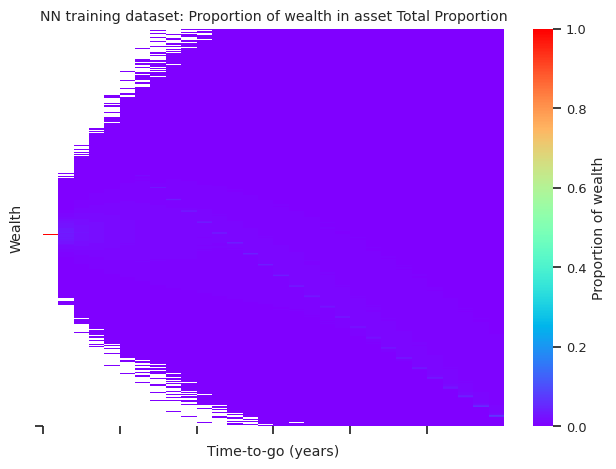 NN training dataset: Proportion of wealth in asset Total Proportion
Wealth
Time-to-go (years)
1.0
0.8
0.6
0.4
0.2
0.0
Proportion of wealth